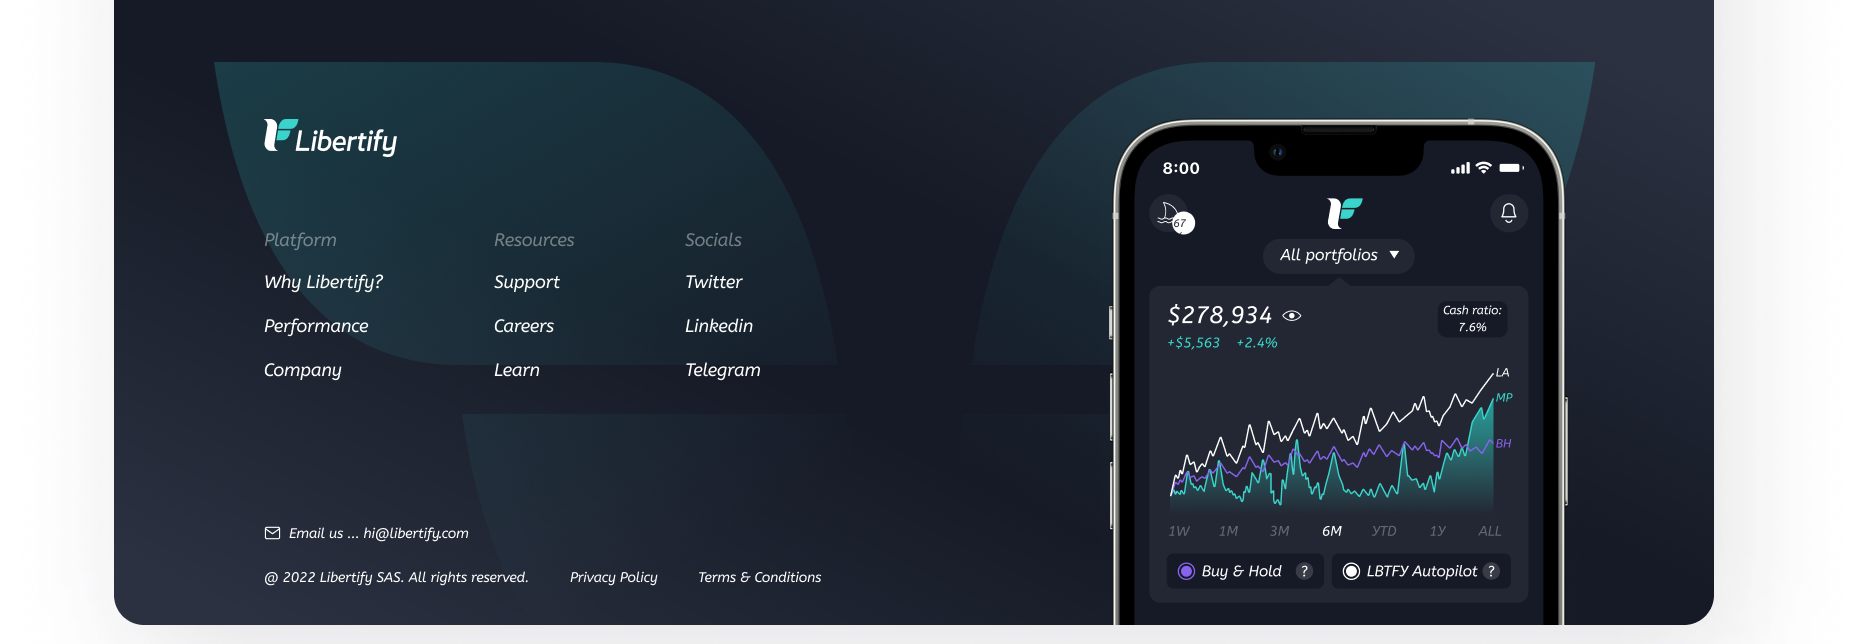 Libertify
Platform
Why Libertify?
Performance
Company
Resources
Support
Careers
Learn
Socials
Twitter
Linkedin
Telegram
Email us ... hi@libertify.com
@ 2022 Libertify SAS. All rights reserved.
Privacy Policy
Terms & Conditions
8:00
67
All portfolios
$278,934
+$5,563 +2.4%
Cash ratio:
7.6%
LA
MP
BH
1W 1M 3M 6M YTD 1Y ALL
Buy & Hold ?
LBTFY Autopilot ?